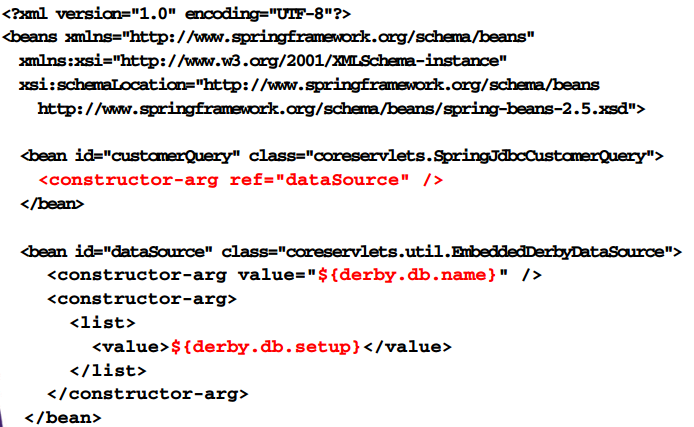 <?xml version="1.0" encoding="UTF-8"?>
<beans xmlns="http://www.springframework.org/schema/beans"
xmlns:xsi="http://www.w3.org/2001/XMLSchema-instance"
xsi:schemaLocation="http://www.springframework.org/schema/beans
http://www.springframework.org/schema/beans/spring-beans-2.5.xsd">
<bean id="customerQuery" class="coreservlets.SpringJdbcCustomerQuery">
<constructor-arg ref="dataSource" />
</bean>
<bean id="dataSource" class="coreservlets.util.EmbeddedDerbyDataSource">
<constructor-arg value="${derby.db.name}" />
<constructor-arg>
<list>
<value>${derby.db.setup}</value>
</list>
</constructor-arg>
</bean>